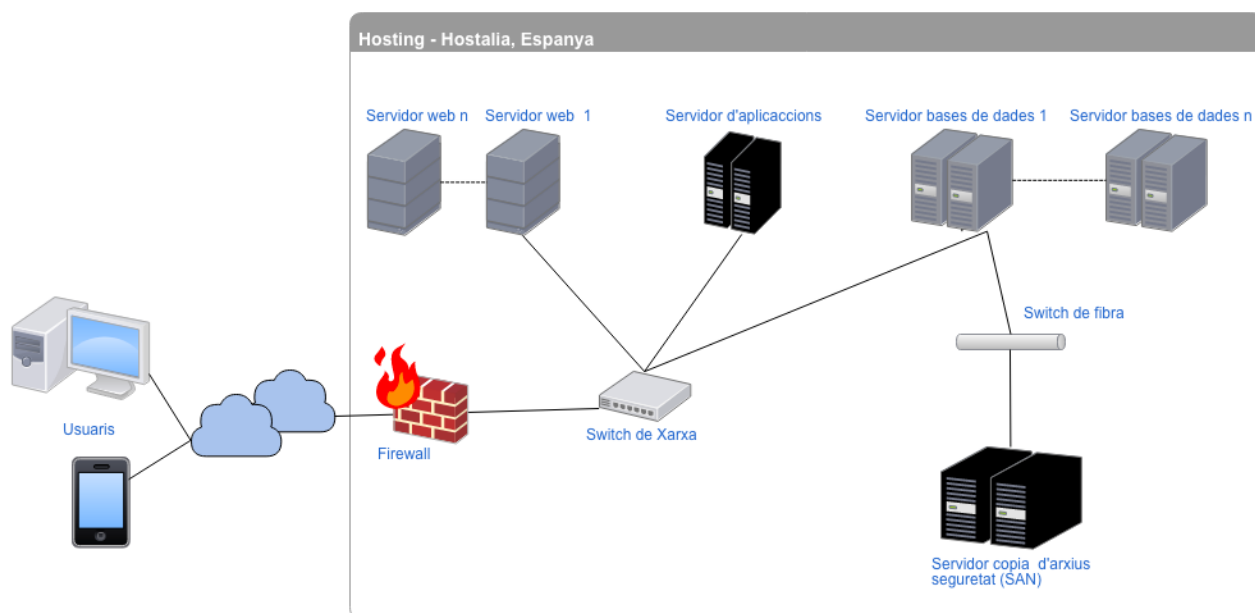 Hosting - Hostalia, Espanya
Servidor web n
Servidor web 1
Servidor d'aplicaccions
Servidor bases de dades 1
Servidor bases de dades n
Switch de fibra
Usuaris
Firewall
Switch de Xarxa
Servidor copia d'arxius
seguretat (SAN)